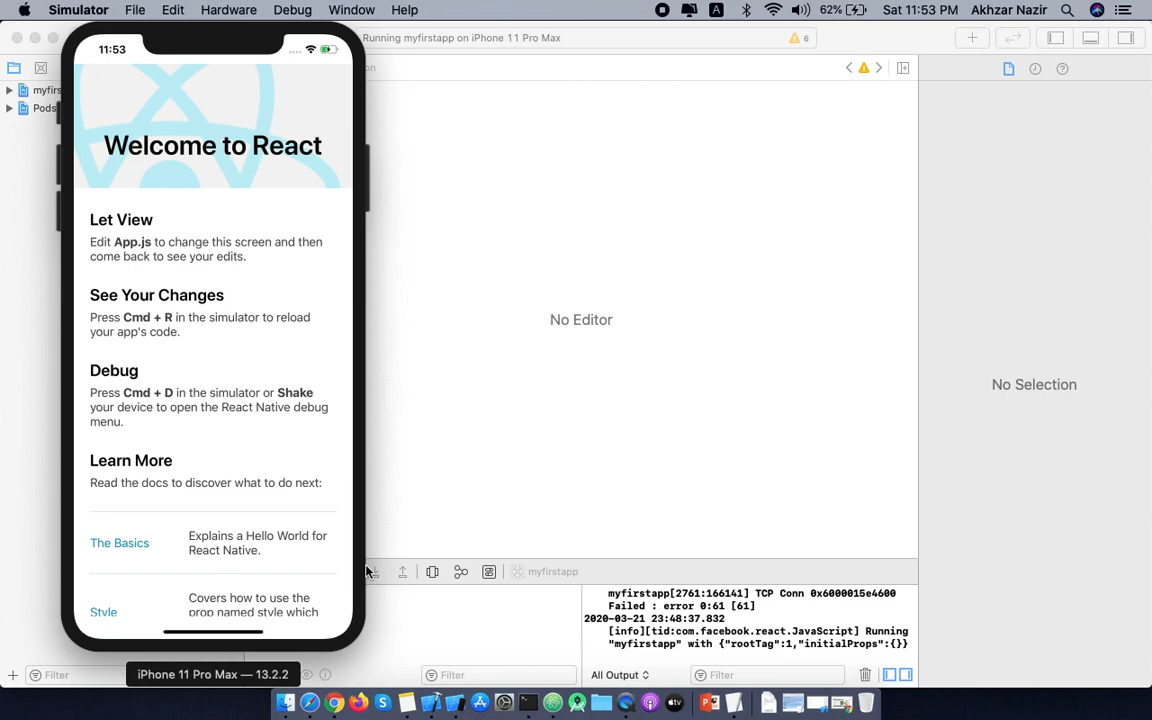 Simulator File Edit Hardware Debug Window Help
A 62% Sat 11:53 PM Akhzar Nazir
Running myfirstapp on iPhone 11 Pro Max
6
11:53
myfirs
Pods
Welcome to React
Let View
Edit App.js to change this screen and then
come back to see your edits.
See Your Changes
Press Cmd + R in the simulator to reload
your app's code.
Debug
Press Cmd + D in the simulator or Shake
your device to open the React Native debug
menu.
Learn More
Read the docs to discover what to do next:
The Basics
Explains a Hello World for
React Native.
Style
Covers how to use the
prop named style which
iPhone 11 Pro Max — 13.2.2
No Editor
No Selection
myfirstapp
myfirstapp[2761:166141] TCP Conn 0x6000015e4600
Failed : error 0:61 [61]
2020-03-21 23:48:37.832
[info][tid:com.facebook.react.JavaScript] Running
"myfirstapp" with {"rootTag":1,"initialProps":{}}
Filter
Filter
All Output
Filter